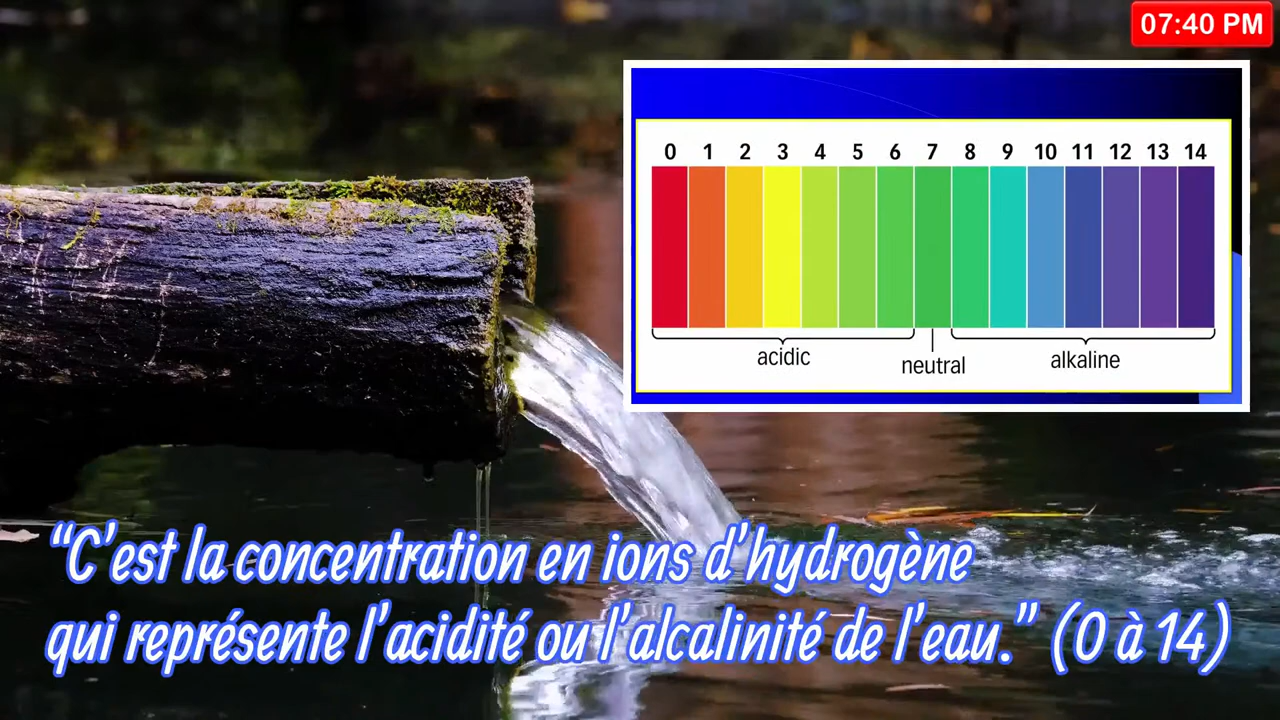 07:40 PM
0 1 2 3 4 5 6 7 8 9 10 11 12 13 14
acidic
neutral
alkaline
“C’est la concentration en ions d’hydrogène
qui représente l’acidité ou l’alcalinité de l’eau.” (0 à 14)